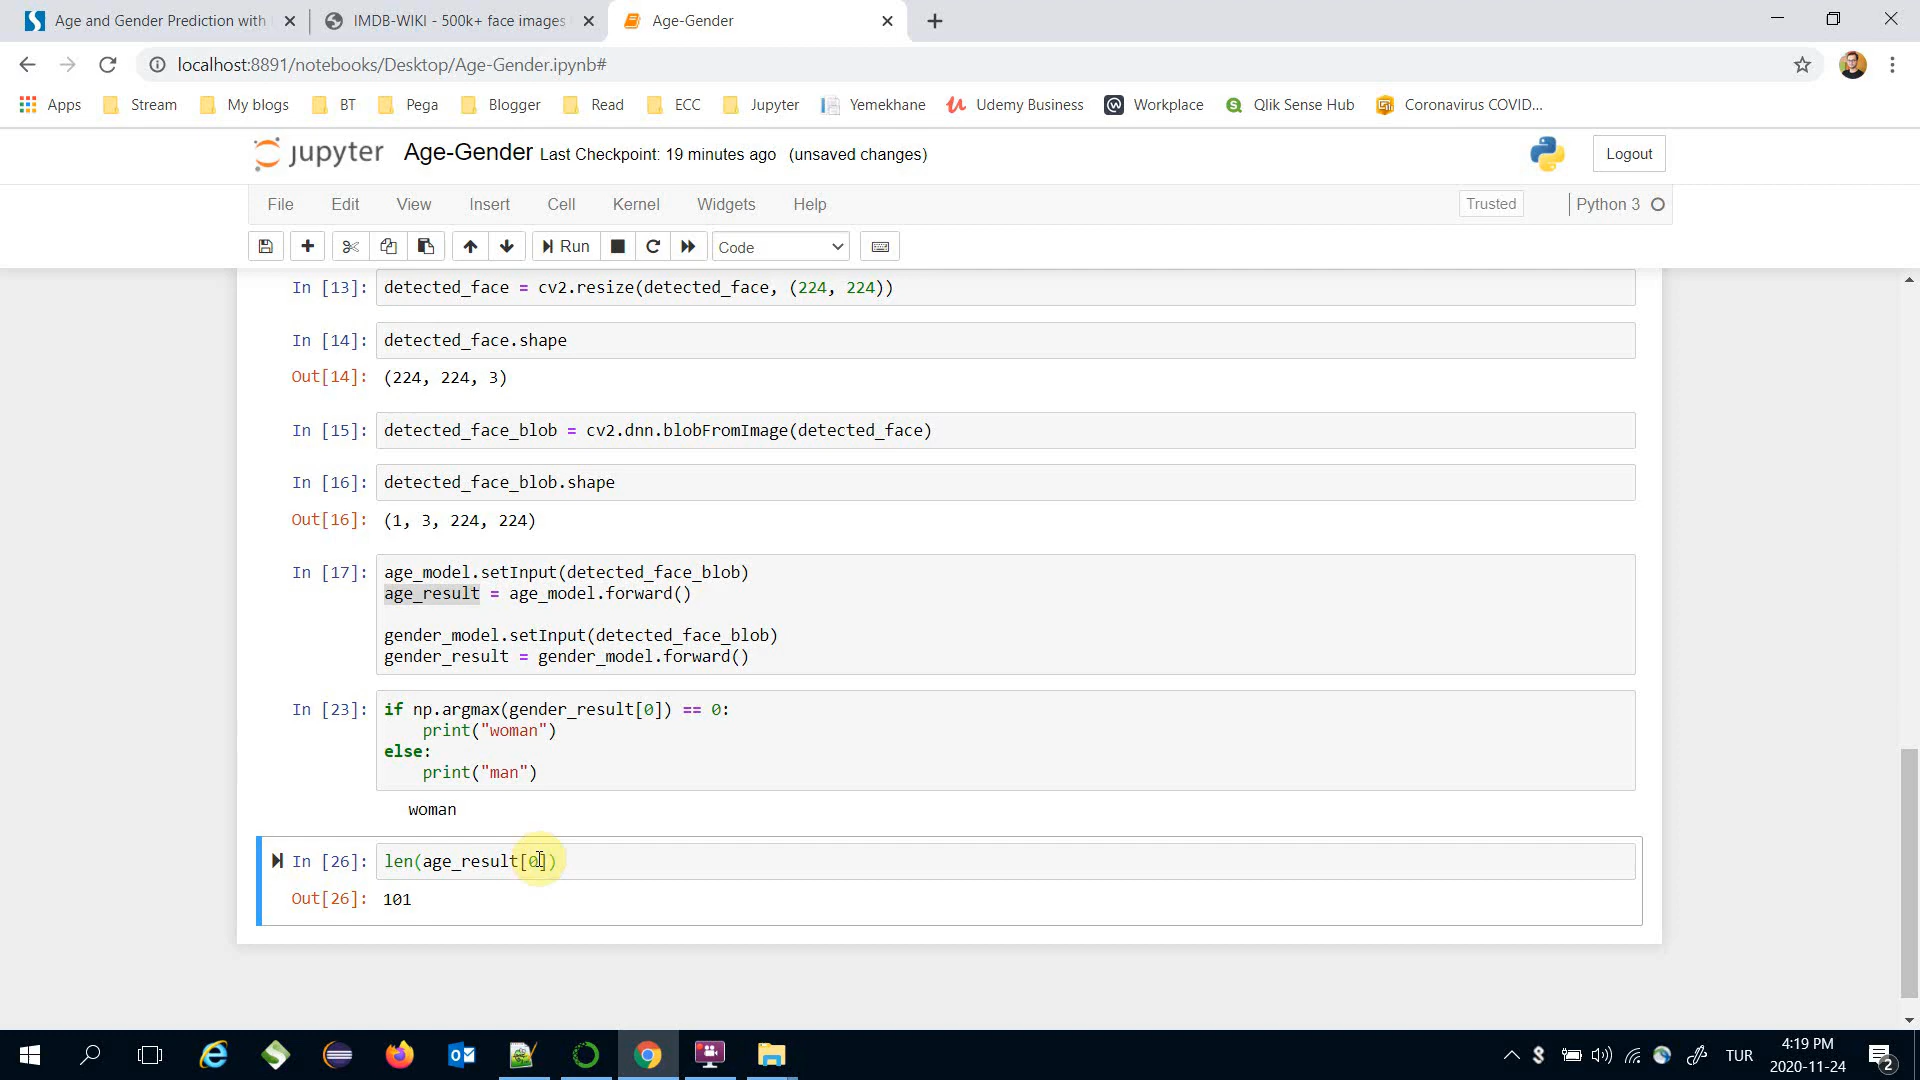 Age and Gender Prediction with
IMDB-WIKI - 500k+ face images
Age-Gender
localhost:8891/notebooks/Desktop/Age-Gender.ipynb#
Apps
Stream
My blogs
BT
Pega
Blogger
Read
ECC
Jupyter
Yemekhane
Udemy Business
Workplace
Qlik Sense Hub
Coronavirus COVID...
jupyter
Age-Gender Last Checkpoint: 19 minutes ago (unsaved changes)
Logout
File
Edit
View
Insert
Cell
Kernel
Widgets
Help
Trusted
Python 3
Run
Code
In [13]: detected_face = cv2.resize(detected_face, (224, 224))
In [14]: detected_face.shape
Out[14]: (224, 224, 3)
In [15]: detected_face_blob = cv2.dnn.blobFromImage(detected_face)
In [16]: detected_face_blob.shape
Out[16]: (1, 3, 224, 224)
In [17]: age_model.setInput(detected_face_blob)
age_result = age_model.forward()
gender_model.setInput(detected_face_blob)
gender_result = gender_model.forward()
In [23]: if np.argmax(gender_result[0]) == 0:
print("woman")
else:
print("man")
woman
In [26]: len(age_result[0])
Out[26]: 101
TUR
4:19 PM
2020-11-24
2